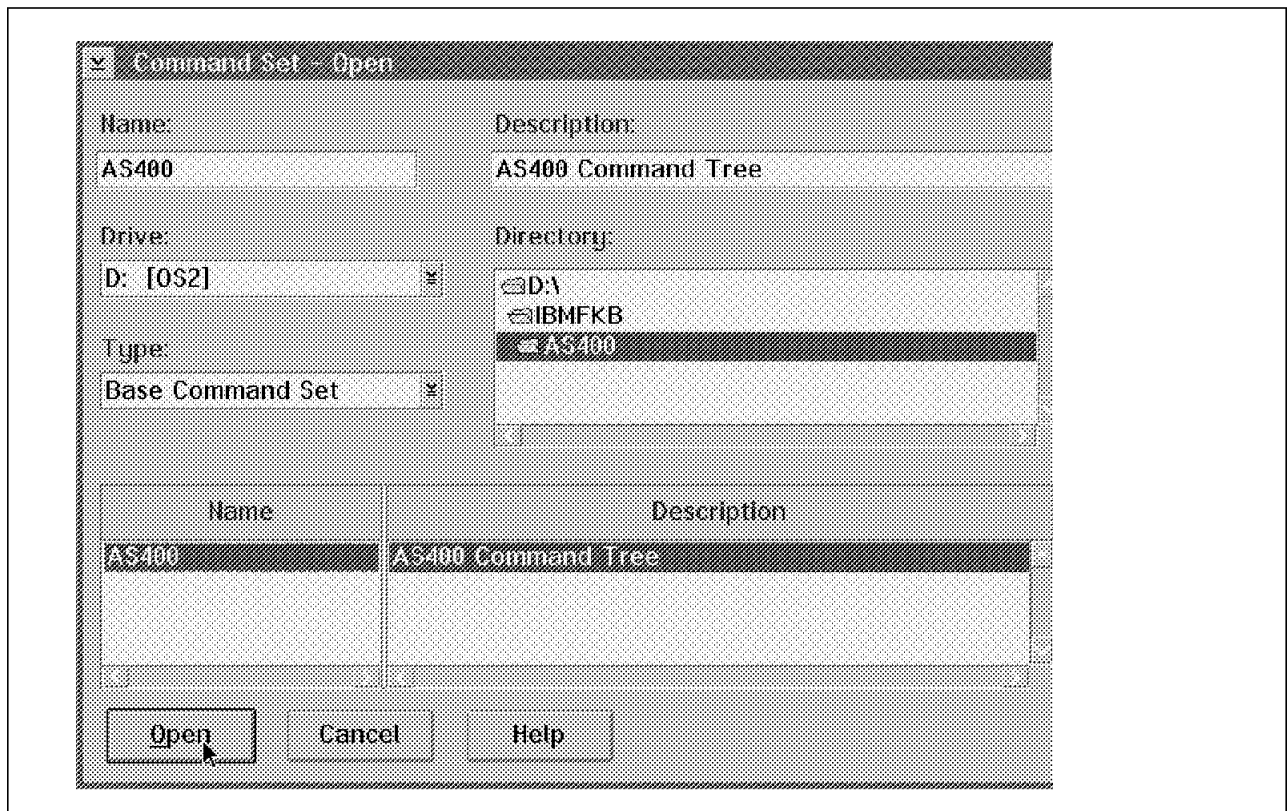 Command Set - Open
Name:
Description:
AS400
AS400 Command Tree
Drive:
Directory:
D: [OS2]
D:\
IBMFKB
AS400
Type:
Base Command Set
Name
Description
AS400
AS400 Command Tree
Open
Cancel
Help